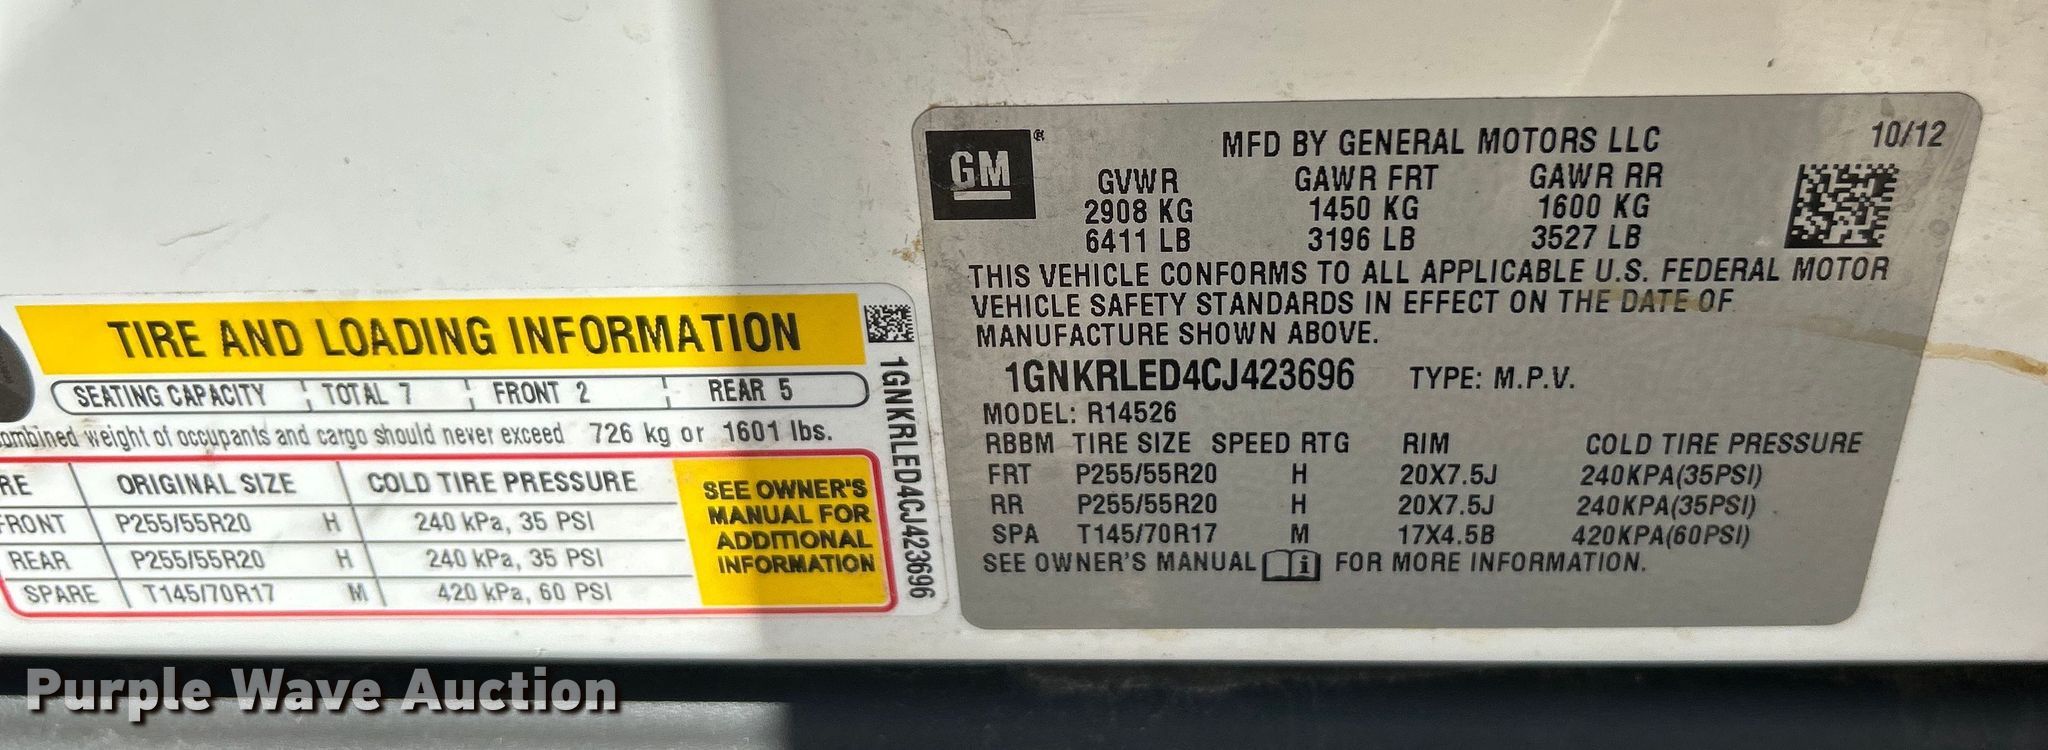 TIRE AND LOADING INFORMATION
SEATING CAPACITY TOTAL 7 FRONT 2 REAR 5
weight of occupants and cargo should never exceed 726 kg or 1601 lbs.
ORIGINAL SIZE COLD TIRE PRESSURE
FRONT P255/55R20 H 240 kPa, 35 PSI
REAR P255/55R20 H 240 kPa, 35 PSI
SPARE T145/70R17 M 420 kPa, 60 PSI
SEE OWNER'S
MANUAL FOR
ADDITIONAL
INFORMATION
1GNKRLED4CJ423696
GM ®
MFD BY GENERAL MOTORS LLC 10/12
GVWR GAWR FRT GAWR RR
2908 KG 1450 KG 1600 KG
6411 LB 3196 LB 3527 LB
THIS VEHICLE CONFORMS TO ALL APPLICABLE U.S. FEDERAL MOTOR
VEHICLE SAFETY STANDARDS IN EFFECT ON THE DATE OF
MANUFACTURE SHOWN ABOVE.
1GNKRLED4CJ423696 TYPE: M.P.V.
MODEL: R14526
RBBM TIRE SIZE SPEED RTG RIM COLD TIRE PRESSURE
FRT P255/55R20 H 20X7.5J 240KPA(35PSI)
RR P255/55R20 H 20X7.5J 240KPA(35PSI)
SPA T145/70R17 M 17X4.5B 420KPA(60PSI)
SEE OWNER'S MANUAL i FOR MORE INFORMATION.
Purple Wave Auction